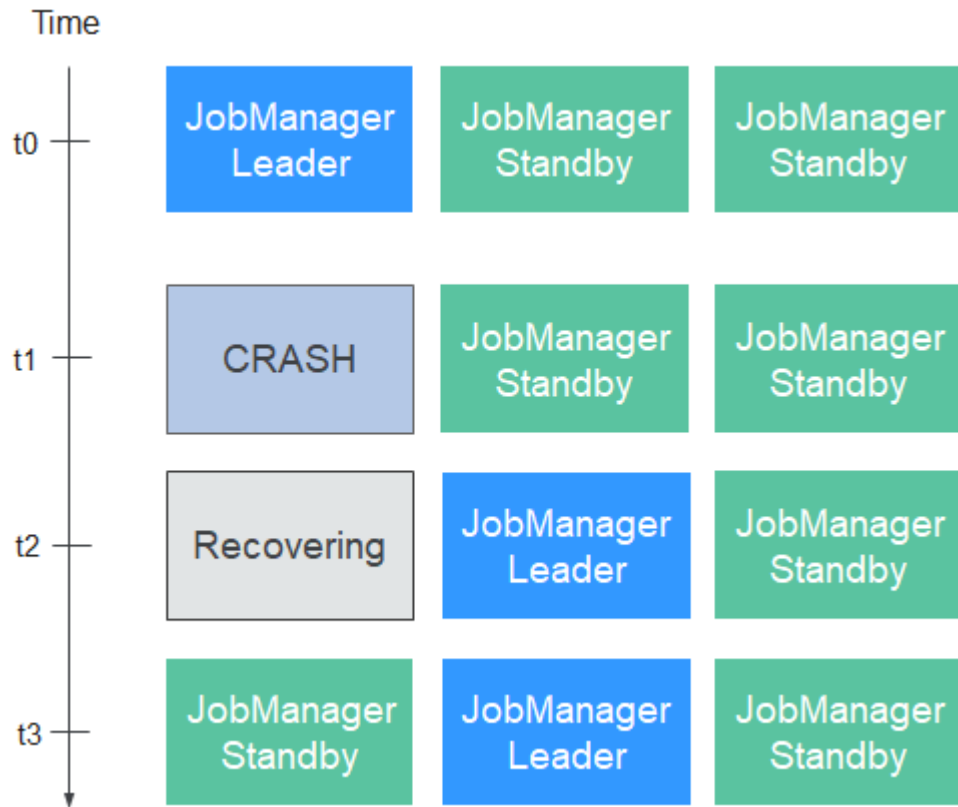 Time
t0
JobManager
Leader
JobManager
Standby
JobManager
Standby
t1
CRASH
JobManager
Standby
JobManager
Standby
t2
Recovering
JobManager
Leader
JobManager
Standby
t3
JobManager
Standby
JobManager
Leader
JobManager
Standby